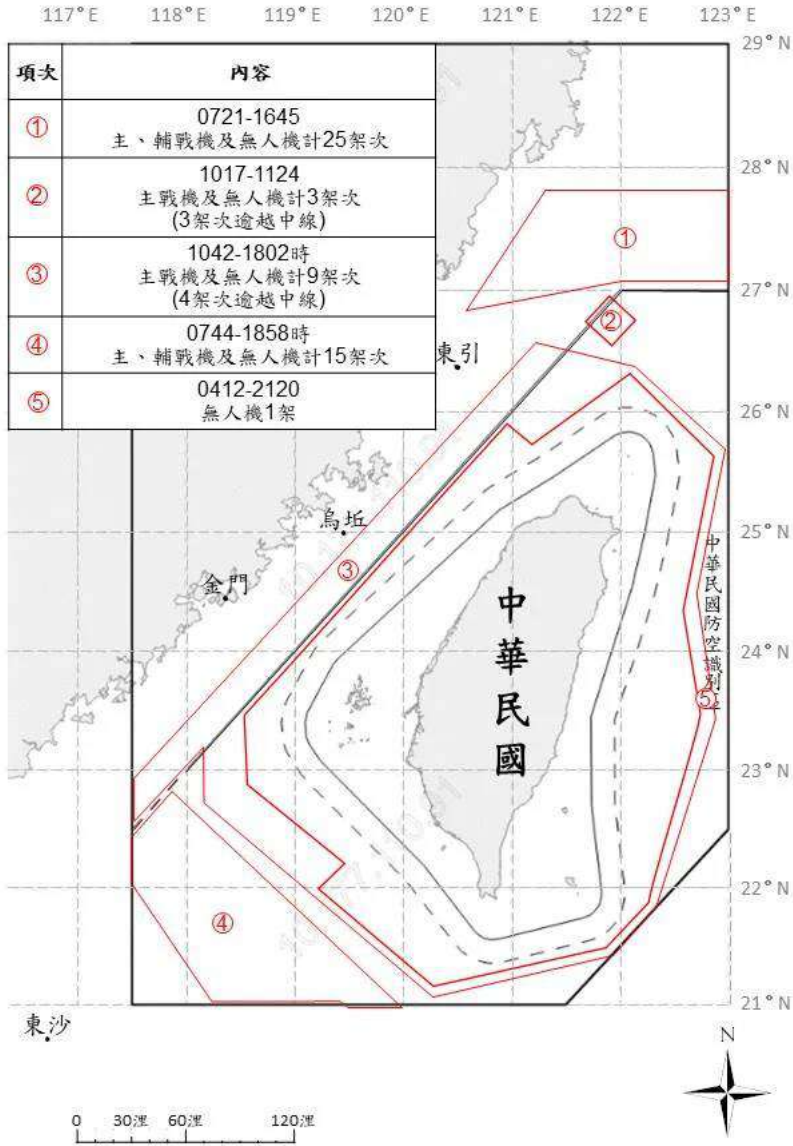 117° E 118° E 119° E 120° E 121° E 122° E 123° E
29° N
項次 內容
① 0721-1645
主、輔戰機及無人機計25架次
② 1017-1124
主戰機及無人機計3架次
(3架次逾越中線)
③ 1042-1802時
主戰機及無人機計9架次
(4架次逾越中線)
④ 0744-1858時
主、輔戰機及無人機計15架次
⑤ 0412-2120
無人機1架
28° N
①
27° N
②
東引
26° N
烏坵
25° N
③
金門
中華民國
中華民國防空識別
24° N
⑤
23° N
22° N
④
21° N
東沙
N
0 30浬 60浬 120浬